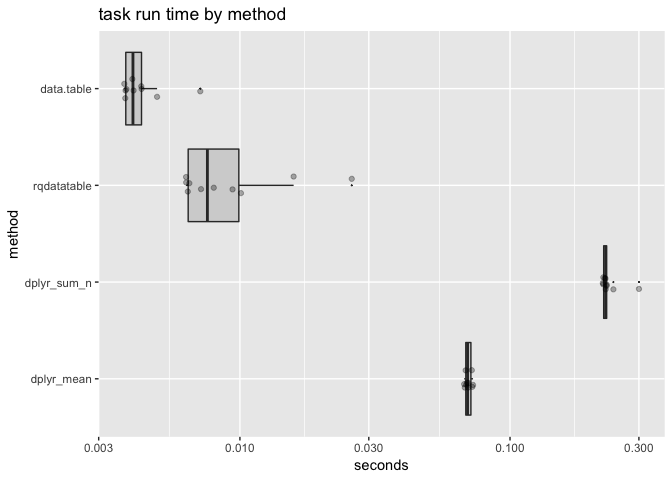 task run time by method
method
data.table
rqdatatable
dplyr_sum_n
dplyr_mean
0.003 0.010 0.030 0.100 0.300
seconds